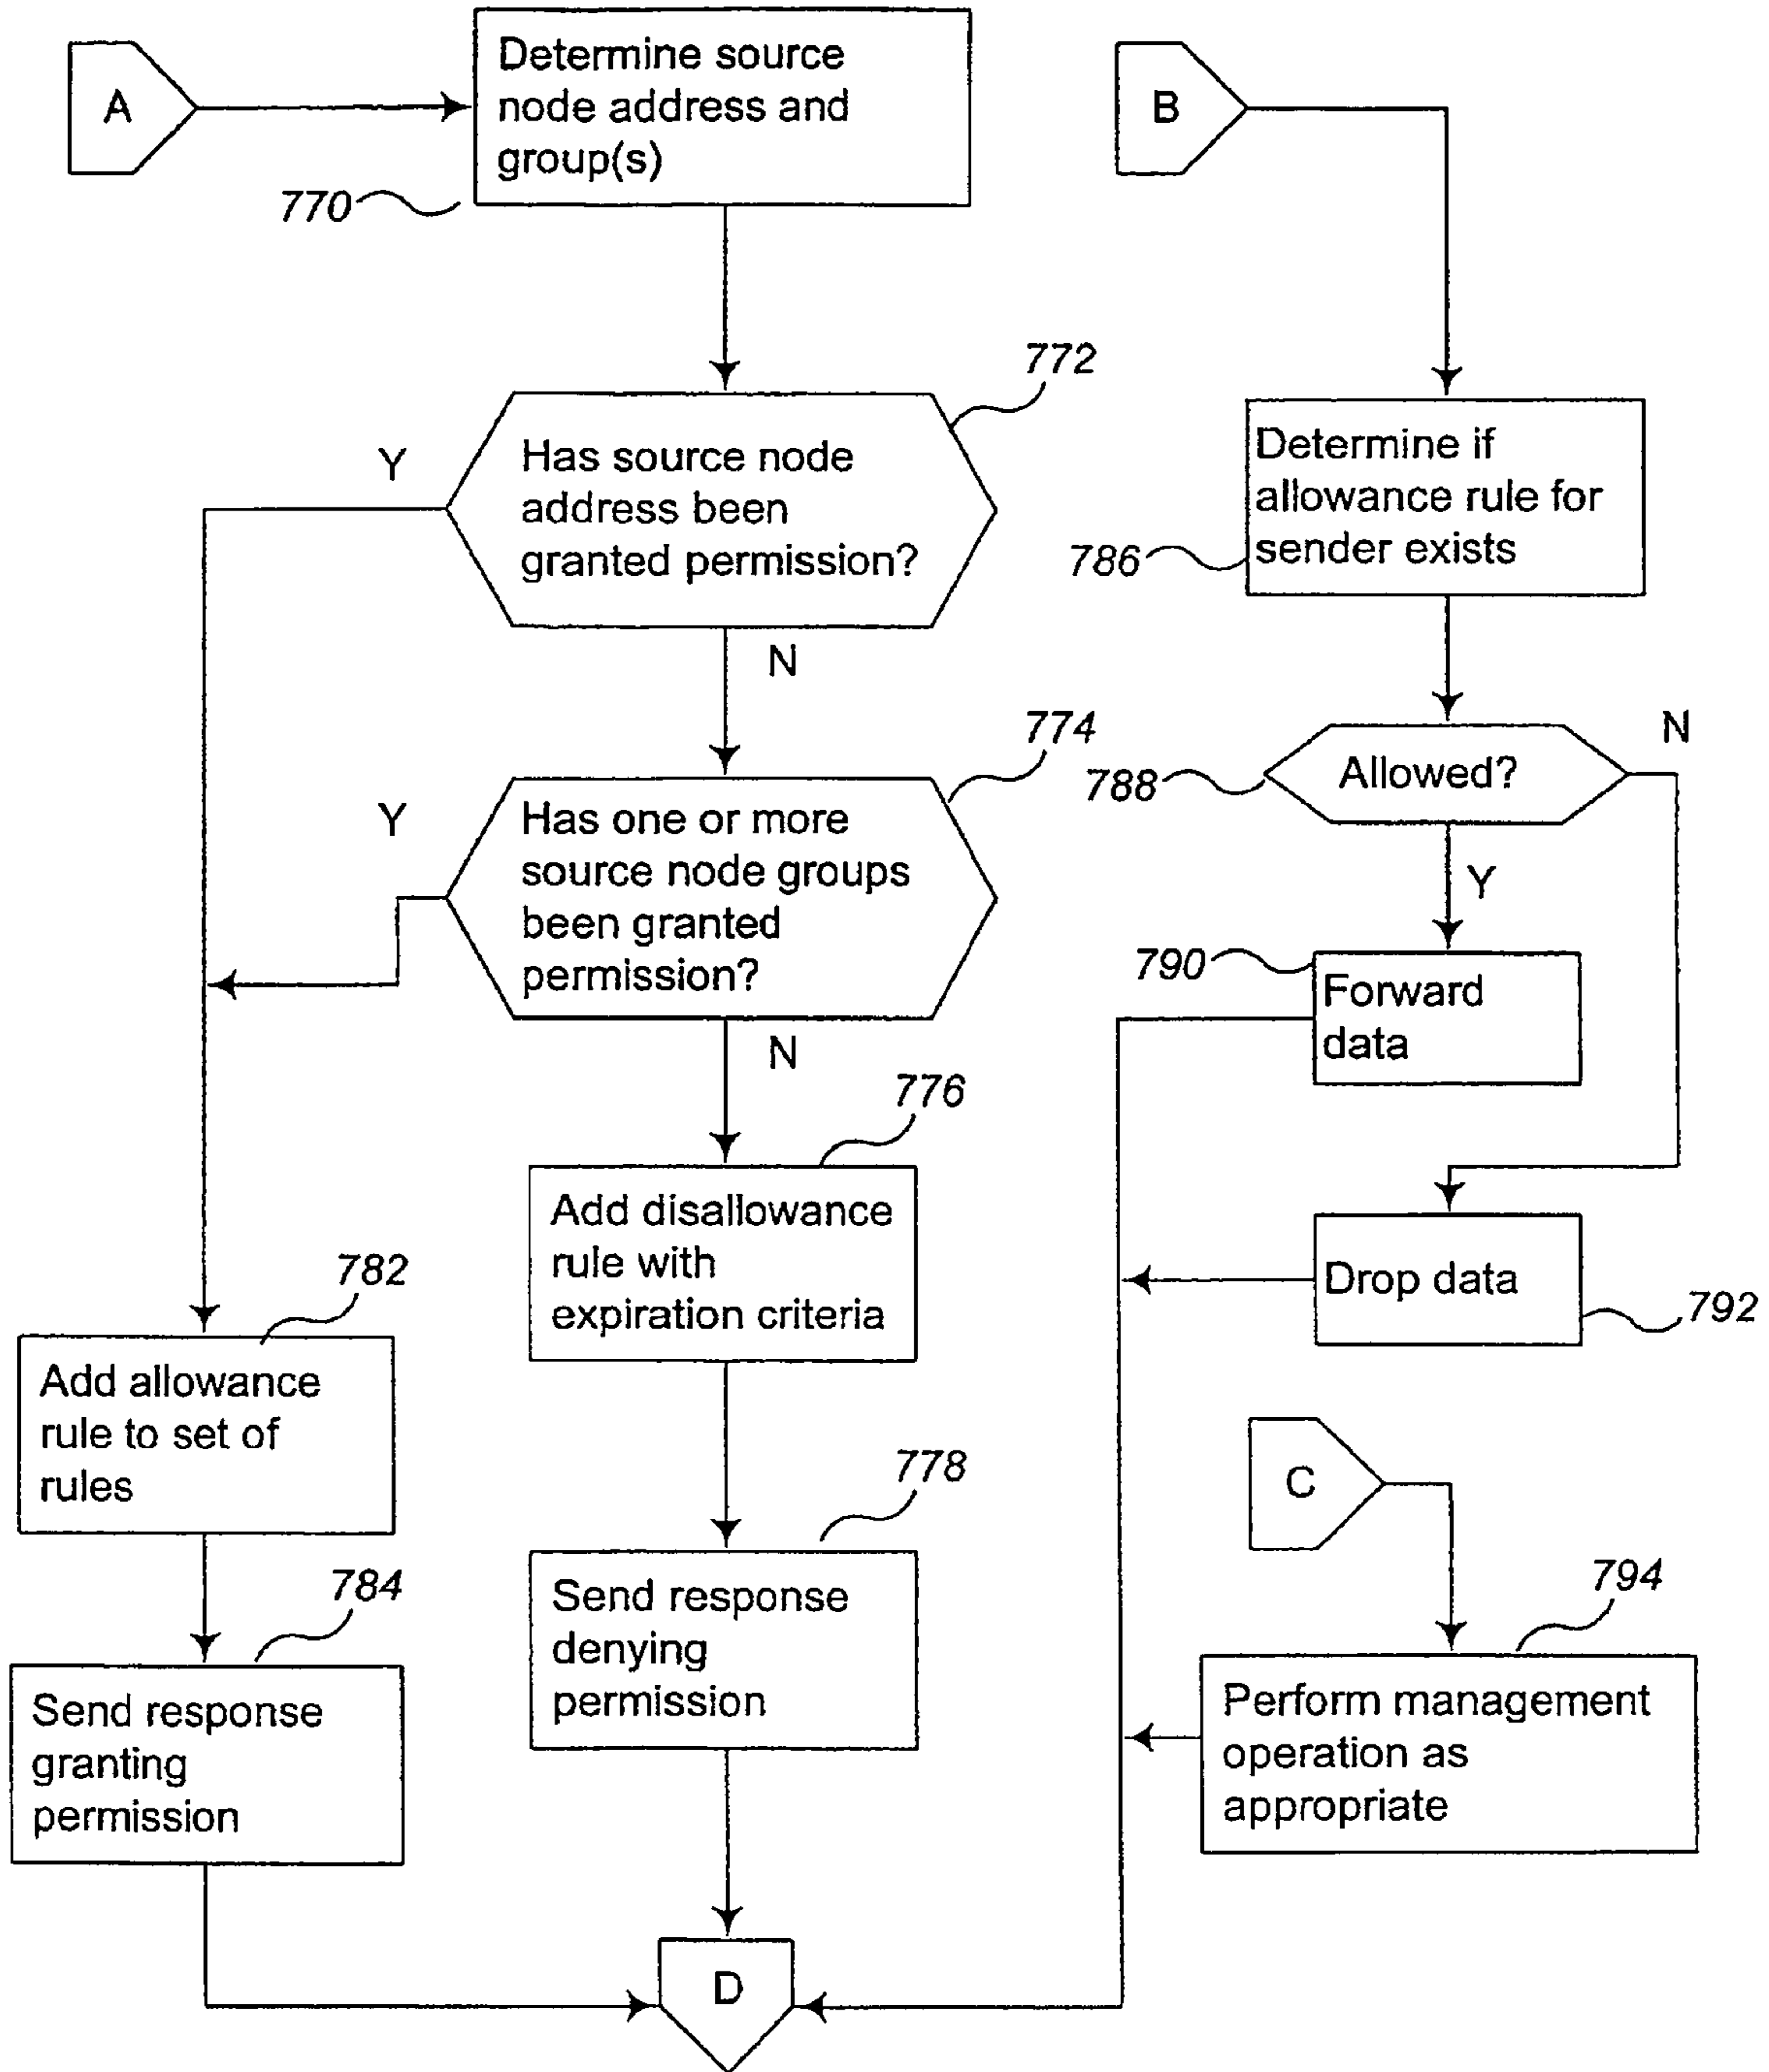 A
Determine source
node address and
group(s)
770
B
772
Has source node
address been
granted permission?
Y
N
Determine if
allowance rule for
sender exists
786
774
Has one or more
source node groups
been granted
permission?
Y
N
788
Allowed?
N
Y
790
Forward
data
776
Add disallowance
rule with
expiration criteria
Drop data
792
782
Add allowance
rule to set of
rules
778
Send response
denying
permission
C
784
Send response
granting
permission
794
Perform management
operation as
appropriate
D